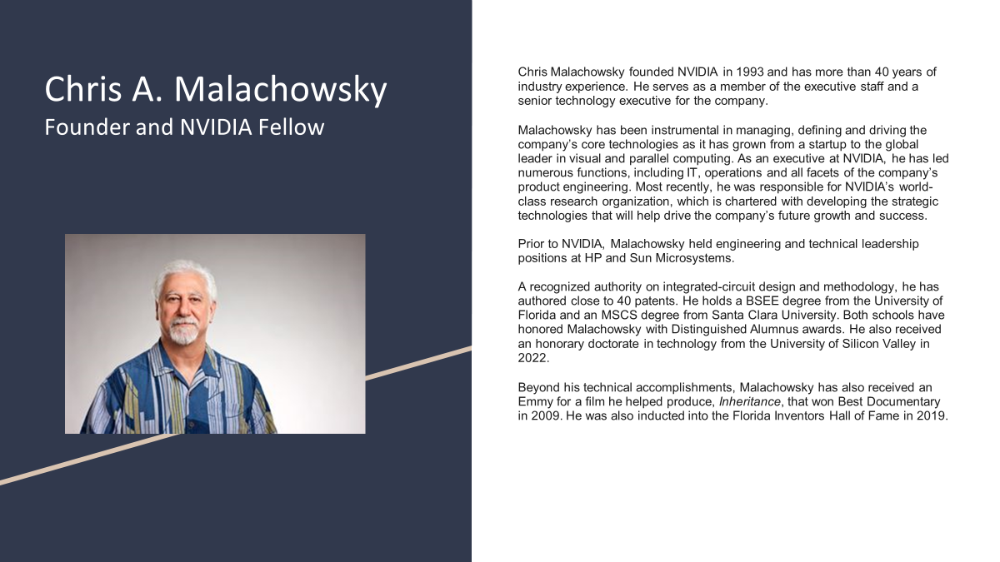 Chris A. Malachowsky
Founder and NVIDIA Fellow
Chris Malachowsky founded NVIDIA in 1993 and has more than 40 years of
industry experience. He serves as a member of the executive staff and a
senior technology executive for the company.
Malachowsky has been instrumental in managing, defining and driving the
company’s core technologies as it has grown from a startup to the global
leader in visual and parallel computing. As an executive at NVIDIA, he has led
numerous functions, including IT, operations and all facets of the company’s
product engineering. Most recently, he was responsible for NVIDIA’s world-
class research organization, which is chartered with developing the strategic
technologies that will help drive the company’s future growth and success.
Prior to NVIDIA, Malachowsky held engineering and technical leadership
positions at HP and Sun Microsystems.
A recognized authority on integrated-circuit design and methodology, he has
authored close to 40 patents. He holds a BSEE degree from the University of
Florida and an MSCS degree from Santa Clara University. Both schools have
honored Malachowsky with Distinguished Alumnus awards. He also received
an honorary doctorate in technology from the University of Silicon Valley in
2022.
Beyond his technical accomplishments, Malachowsky has also received an
Emmy for a film he helped produce, Inheritance, that won Best Documentary
in 2009. He was also inducted into the Florida Inventors Hall of Fame in 2019.